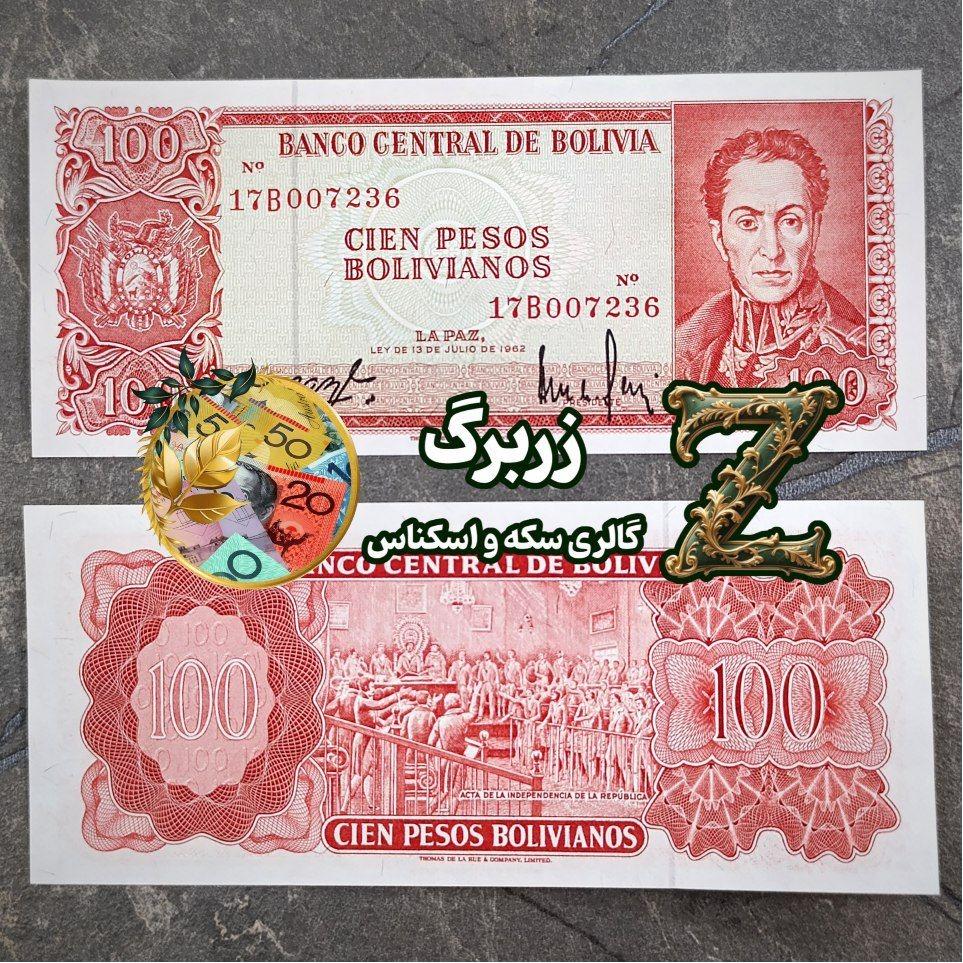 100
BANCO CENTRAL DE BOLIVIA
Nº
17B007236
CIEN PESOS
BOLIVIANOS
Nº
17B007236
LA PAZ,
LEY DE 13 DE JULIO DE 1962
100
50
20
زربرگ
گالری سکه و اسکناس
Z
BANCO CENTRAL DE BOLIV
100
100
ACTA DE LA INDEPENDENCIA DE LA REPUBLICA
CIEN PESOS BOLIVIANOS
THOMAS DE LA RUE & COMPANY, LIMITED.